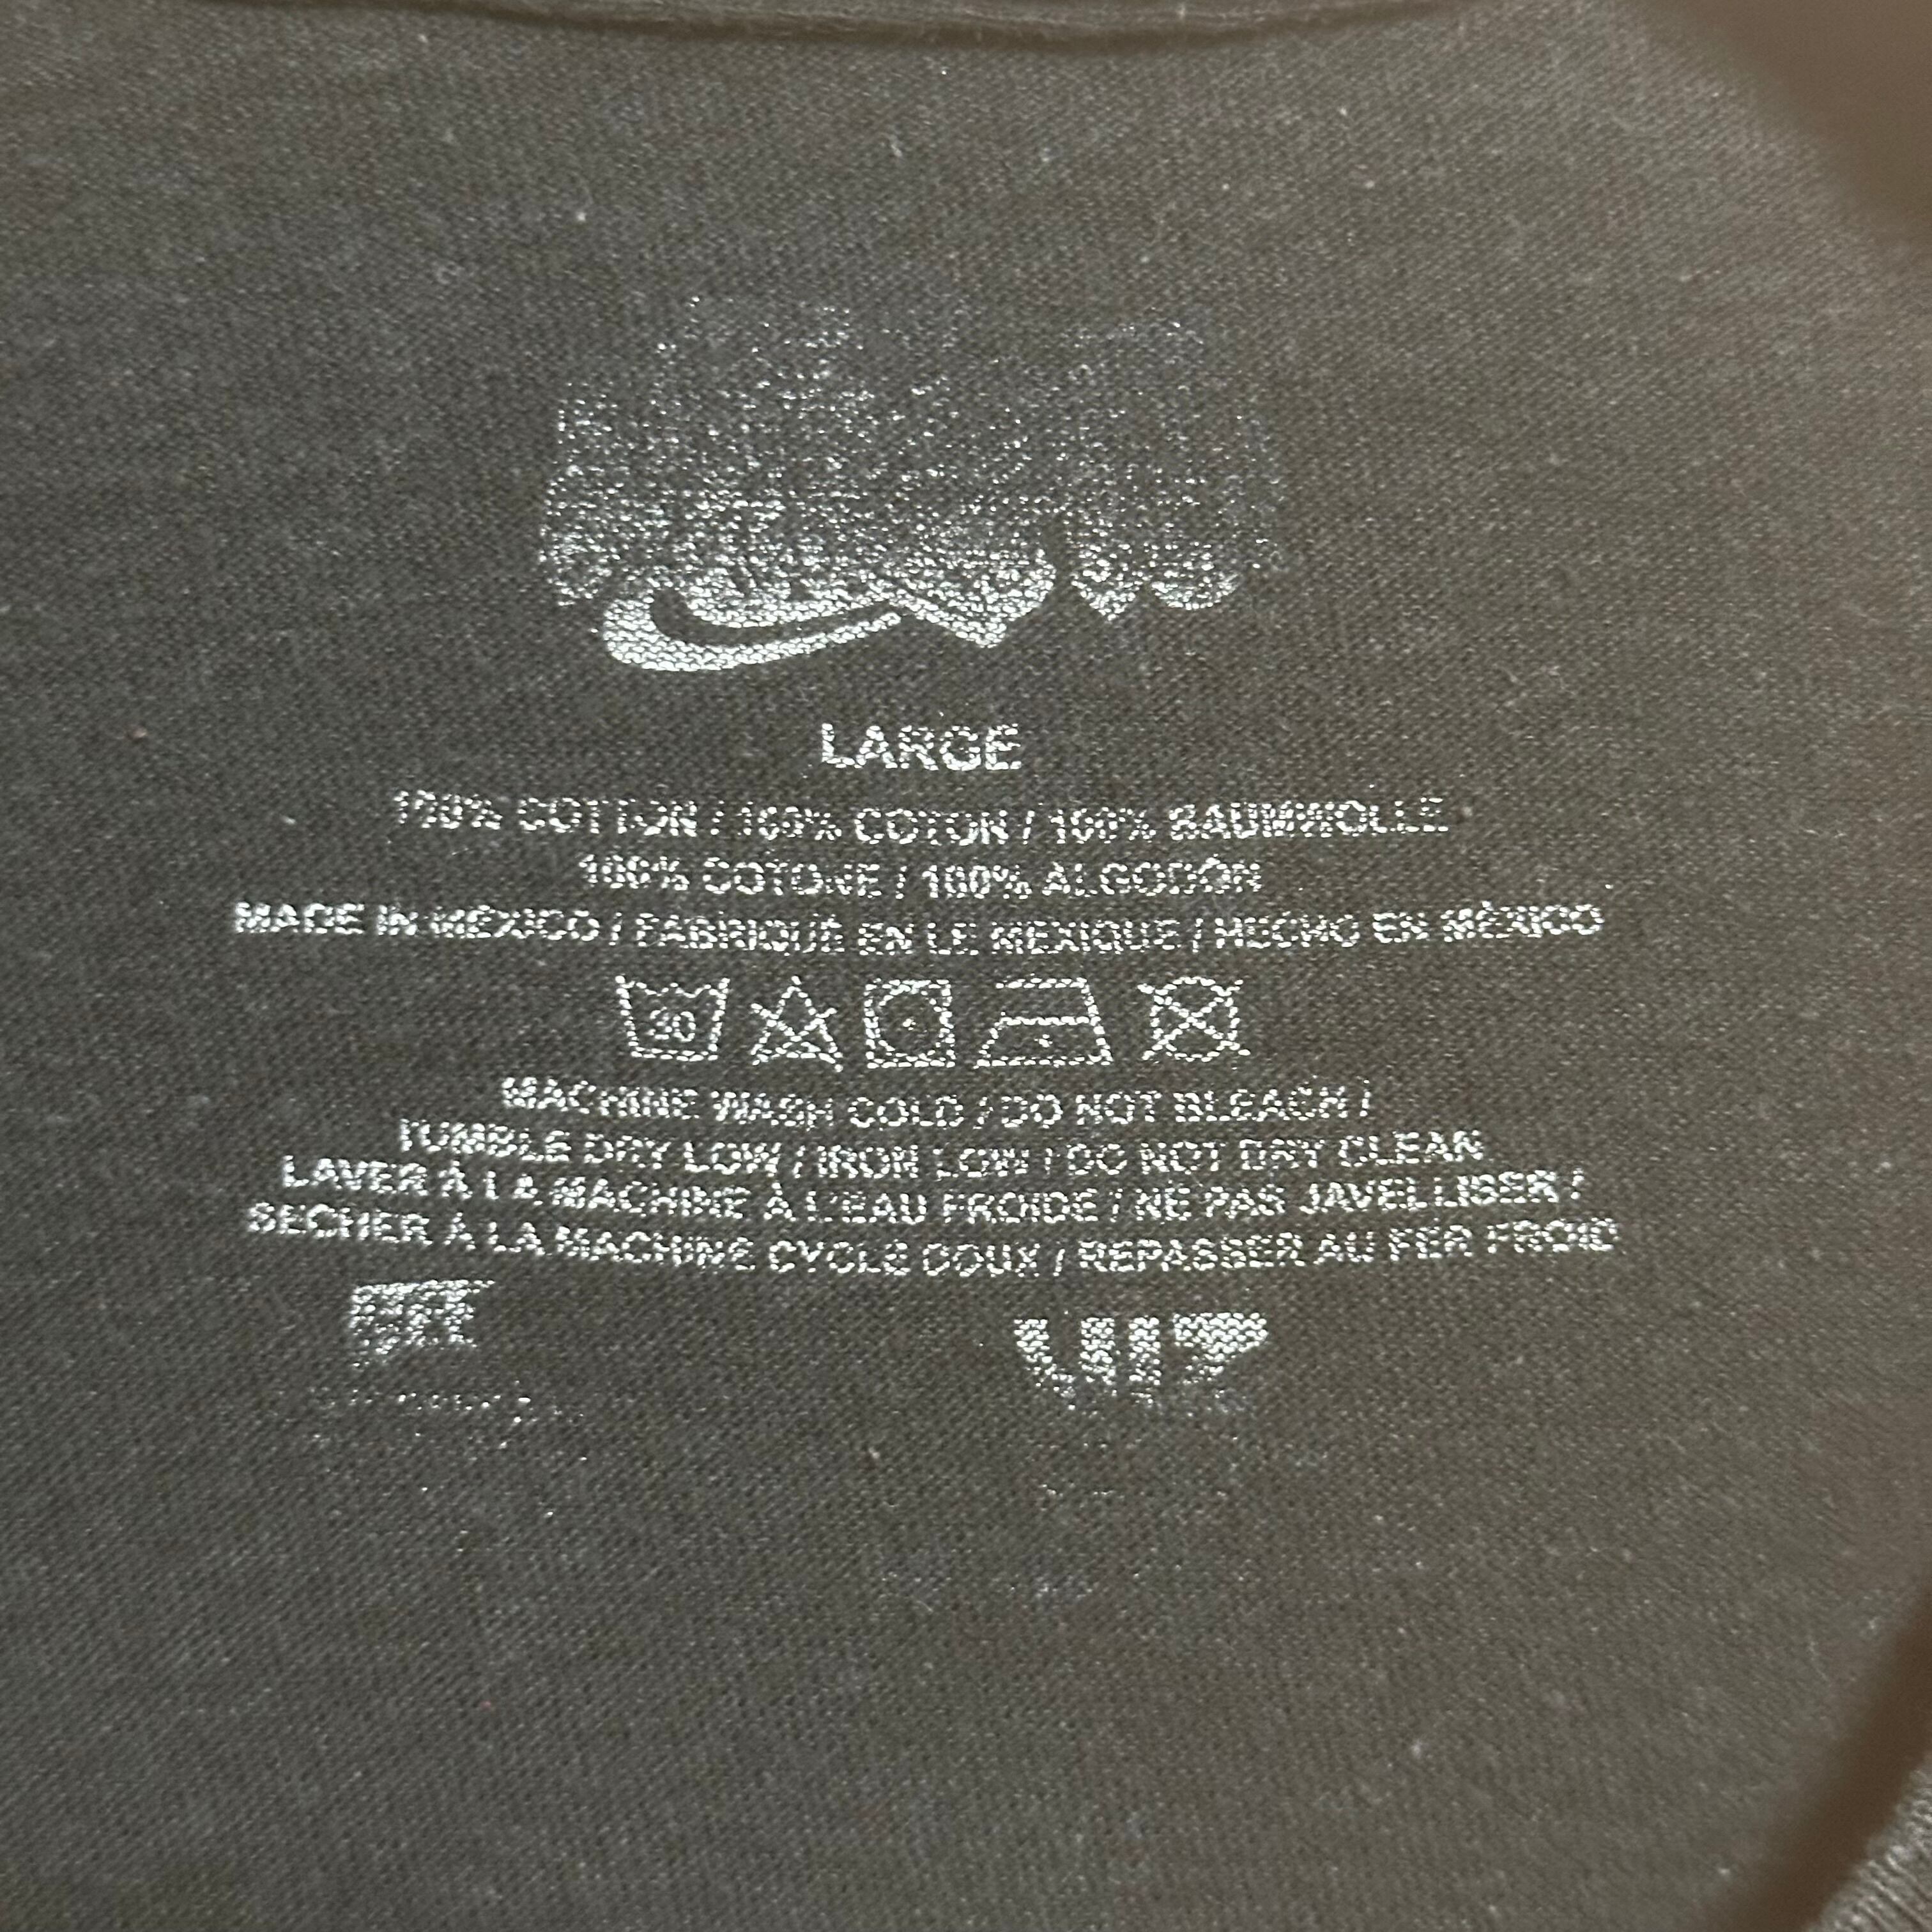 LARGE
100% COTTON / 100% COTON / 100% BAUMWOLLE
100% COTONE / 100% ALGODÓN
MADE IN MEXICO / FABRIQUÉ EN LE MEXIQUE / HECHO EN MÉXICO
30
MACHINE WASH COLD / DO NOT BLEACH /
TUMBLE DRY LOW / IRON LOW / DO NOT DRY CLEAN
LAVER À LA MACHINE À L'EAU FROIDE / NE PAS JAVELLISER /
SECHER À LA MACHINE CYCLE DOUX / REPASSER AU FER FROID